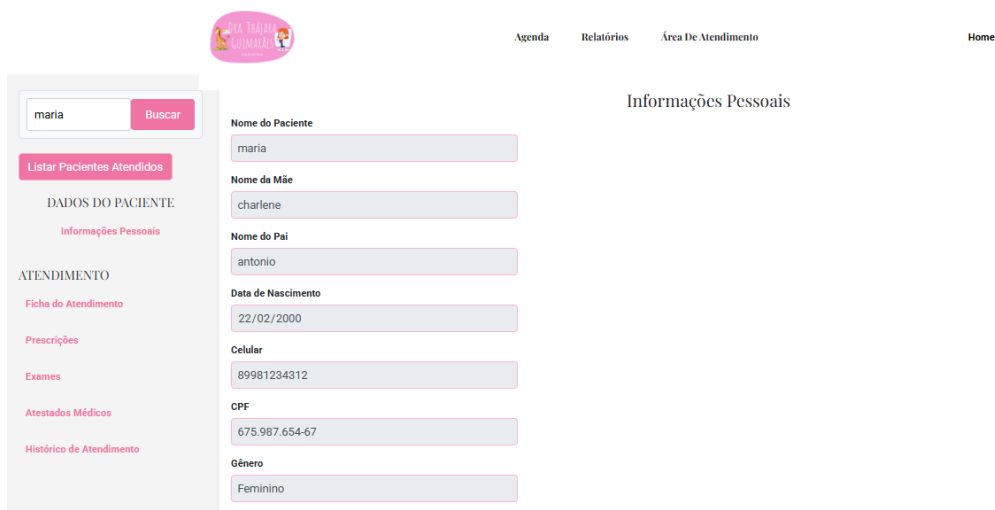 DRA THAJARA
GUIMARÃES
PEDIATRA
Agenda Relatórios Área De Atendimento Home
maria Buscar
Listar Pacientes Atendidos
DADOS DO PACIENTE
Informações Pessoais
ATENDIMENTO
Ficha do Atendimento
Prescrições
Exames
Atestados Médicos
Histórico de Atendimento
Informações Pessoais
Nome do Paciente
maria
Nome da Mãe
charlene
Nome do Pai
antonio
Data de Nascimento
22/02/2000
Celular
89981234312
CPF
675.987.654-67
Gênero
Feminino